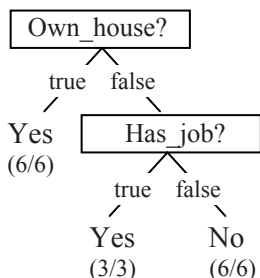 Own_house?
true false
Yes
(6/6)
Has_job?
true false
Yes No
(3/3) (6/6)